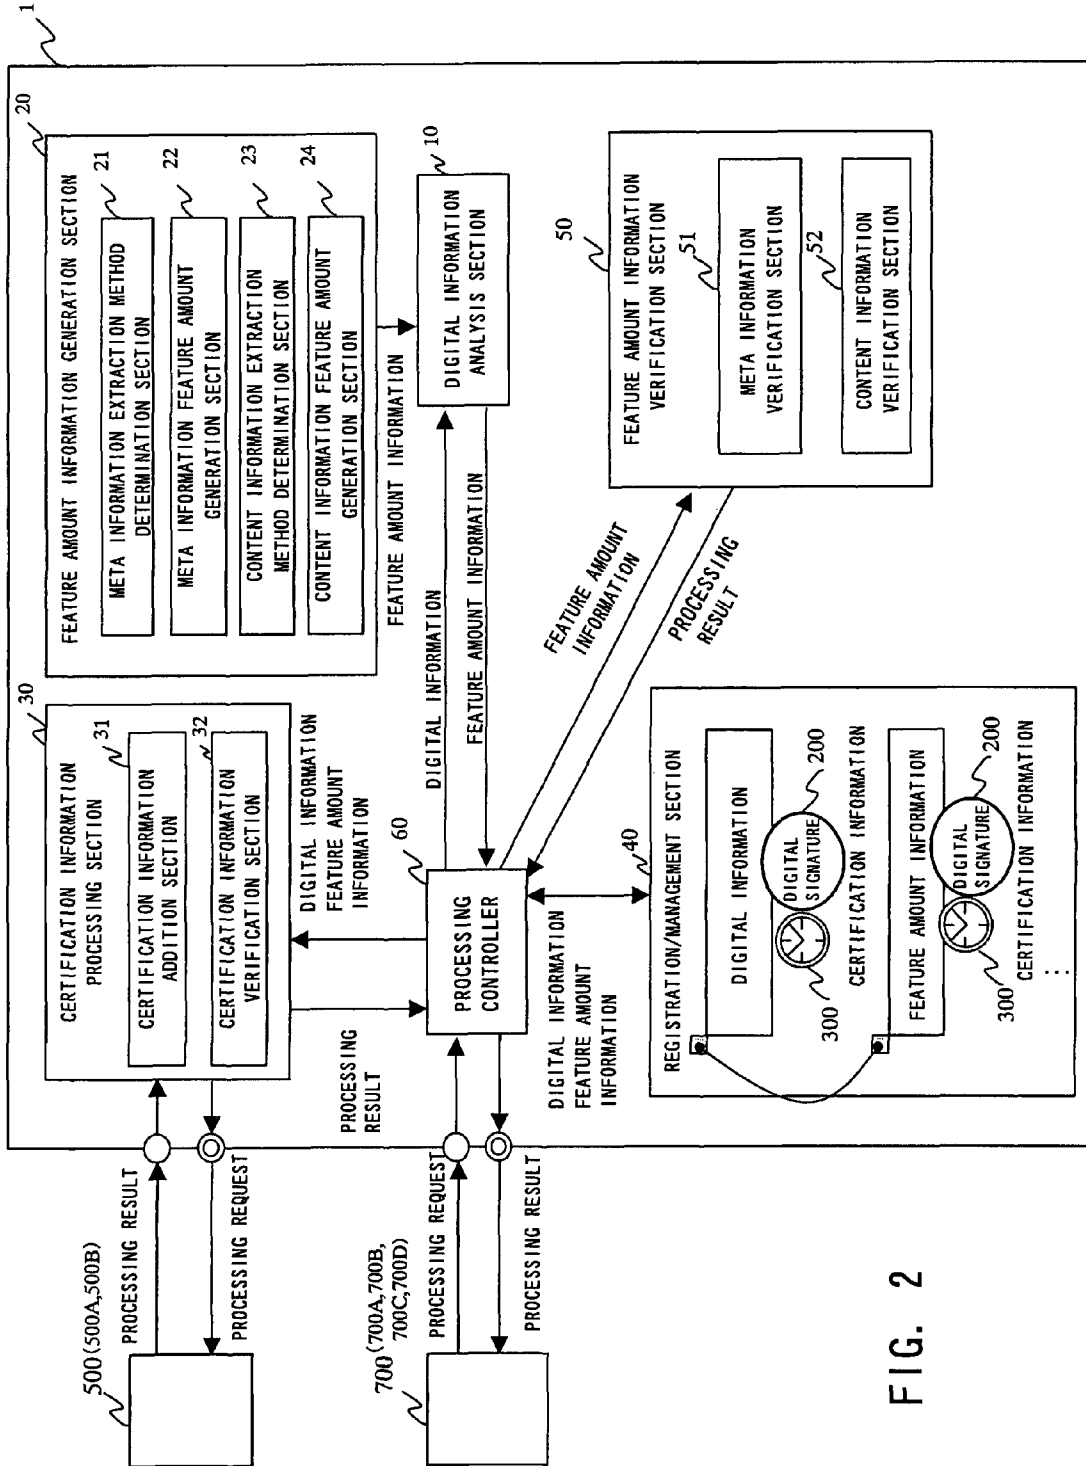 1
20
FEATURE AMOUNT INFORMATION GENERATION SECTION
21
META INFORMATION EXTRACTION METHOD
DETERMINATION SECTION
22
META INFORMATION FEATURE AMOUNT
GENERATION SECTION
23
CONTENT INFORMATION EXTRACTION
METHOD DETERMINATION SECTION
24
CONTENT INFORMATION FEATURE AMOUNT
GENERATION SECTION
30
CERTIFICATION INFORMATION
PROCESSING SECTION
31
CERTIFICATION INFORMATION
ADDITION SECTION
32
CERTIFICATION INFORMATION
VERIFICATION SECTION
500(500A,500B)
PROCESSING RESULT
PROCESSING REQUEST
PROCESSING
RESULT
DIGITAL INFORMATION
FEATURE AMOUNT
INFORMATION
FEATURE AMOUNT INFORMATION
10
DIGITAL INFORMATION
ANALYSIS SECTION
DIGITAL INFORMATION
FEATURE AMOUNT INFORMATION
60
PROCESSING
CONTROLLER
700(700A,700B,
700C,700D)
PROCESSING REQUEST
PROCESSING RESULT
DIGITAL INFORMATION
FEATURE AMOUNT
INFORMATION
FEATURE AMOUNT
INFORMATION
PROCESSING
RESULT
50
FEATURE AMOUNT INFORMATION
VERIFICATION SECTION
51
META INFORMATION
VERIFICATION SECTION
52
CONTENT INFORMATION
VERIFICATION SECTION
40
REGISTRATION/MANAGEMENT SECTION
DIGITAL INFORMATION
200
DIGITAL
SIGNATURE
300
CERTIFICATION INFORMATION
FEATURE AMOUNT INFORMATION
200
DIGITAL
SIGNATURE
300
CERTIFICATION INFORMATION
...
FIG. 2